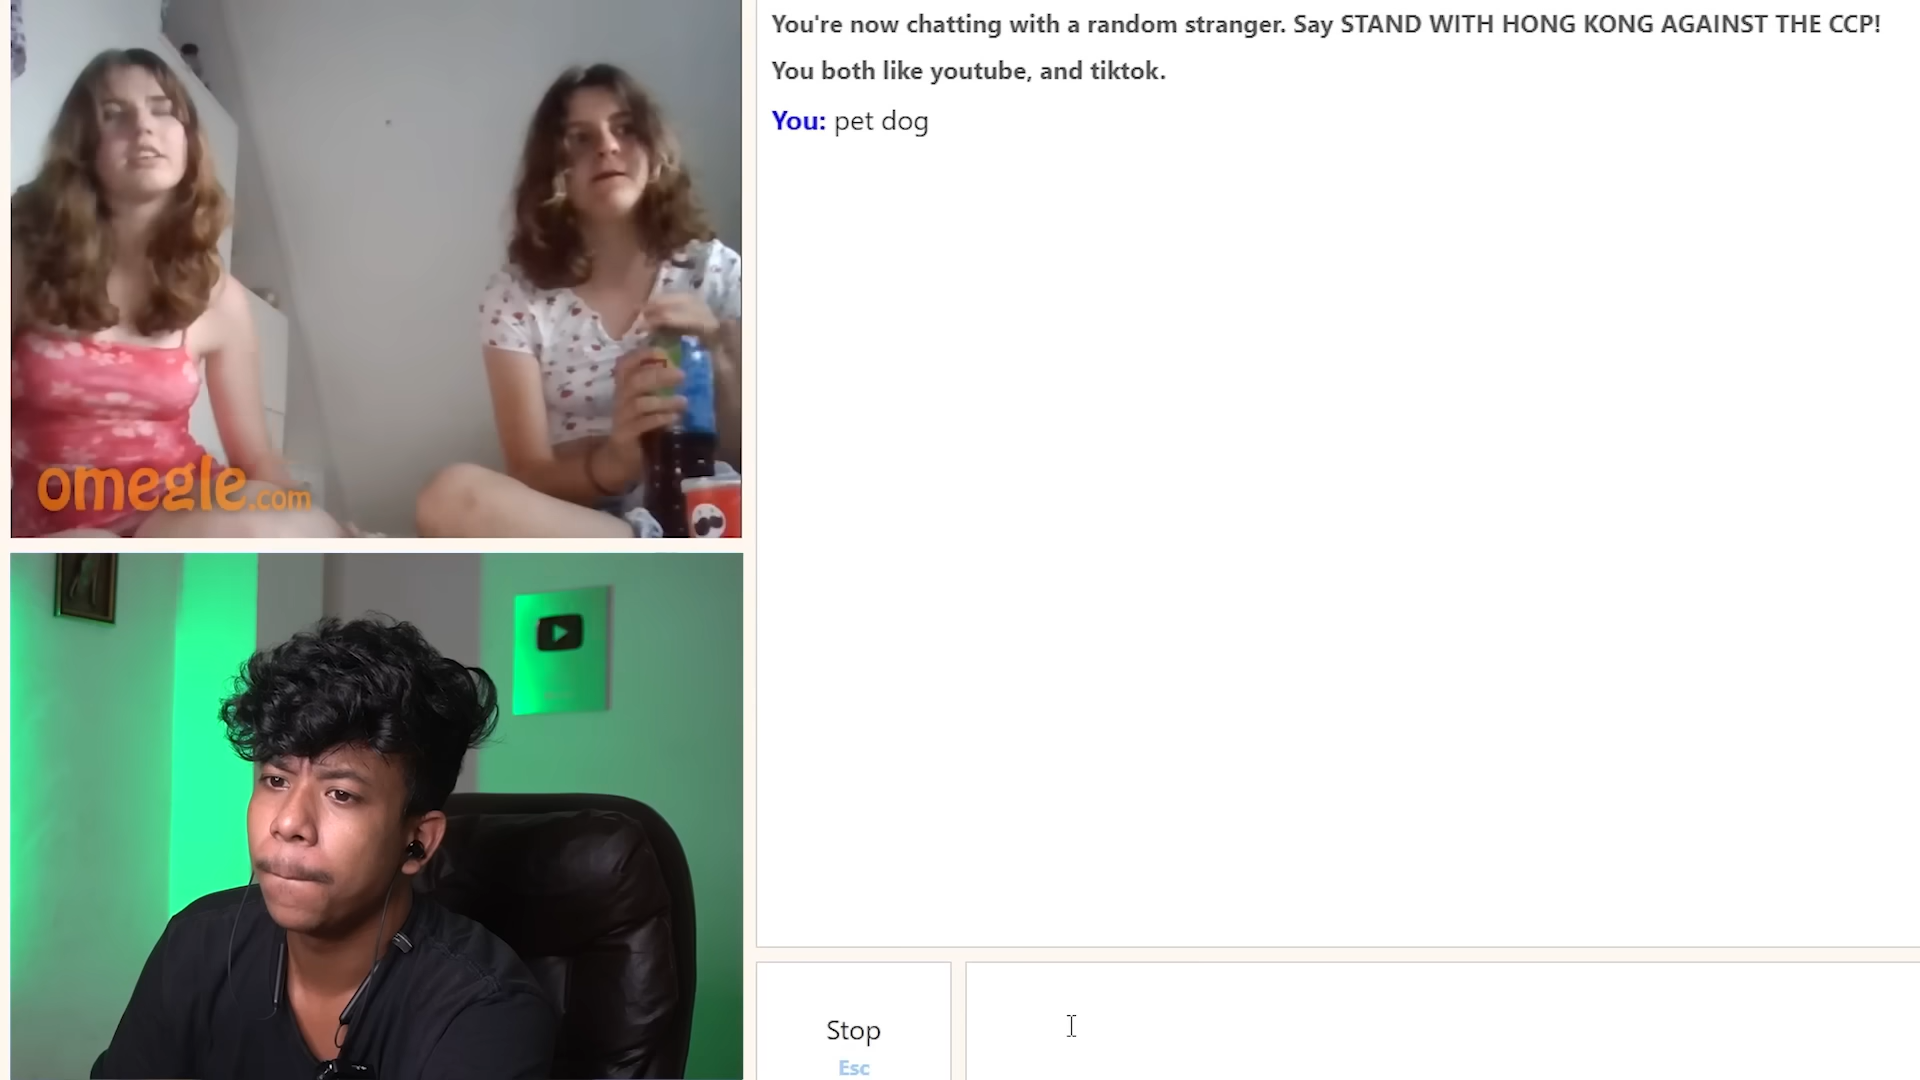 You're now chatting with a random stranger. Say STAND WITH HONG KONG AGAINST THE CCP!
You both like youtube, and tiktok.
You: pet dog
omegle.com
Stop
Esc